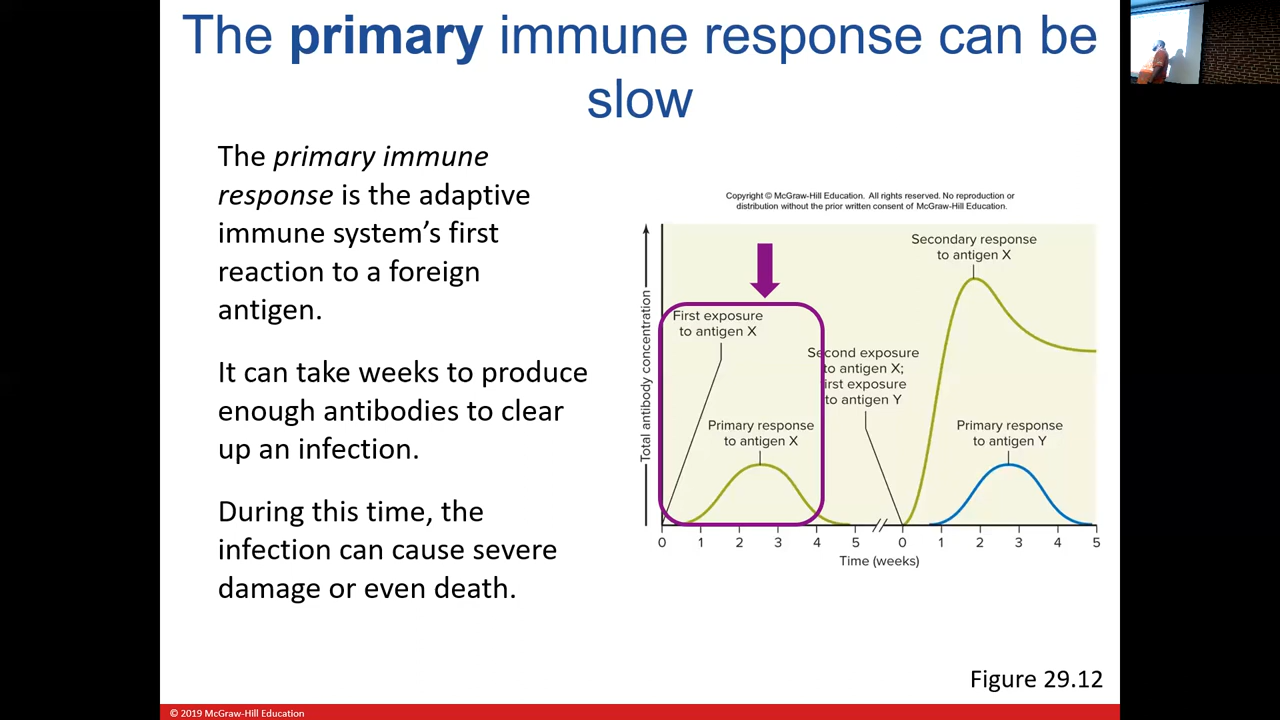 The primary immune response can be
slow
The primary immune
response is the adaptive
immune system’s first
reaction to a foreign
antigen.
It can take weeks to produce
enough antibodies to clear
up an infection.
During this time, the
infection can cause severe
damage or even death.
Copyright © McGraw-Hill Education. All rights reserved. No reproduction or
distribution without the prior written consent of McGraw-Hill Education.
Total antibody concentration
First exposure
to antigen X
Primary response
to antigen X
Second exposure
to antigen X;
first exposure
to antigen Y
Secondary response
to antigen X
Primary response
to antigen Y
0 1 2 3 4 5 0 1 2 3 4 5
Time (weeks)
Figure 29.12
© 2019 McGraw-Hill Education